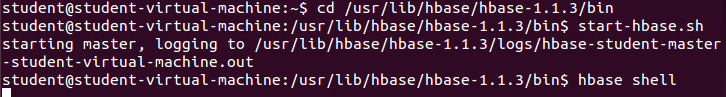 student@student-virtual-machine:~$ cd /usr/lib/hbase/hbase-1.1.3/bin
student@student-virtual-machine:/usr/lib/hbase/hbase-1.1.3/bin$ start-hbase.sh
starting master, logging to /usr/lib/hbase/hbase-1.1.3/logs/hbase-student-master
-student-virtual-machine.out
student@student-virtual-machine:/usr/lib/hbase/hbase-1.1.3/bin$ hbase shell